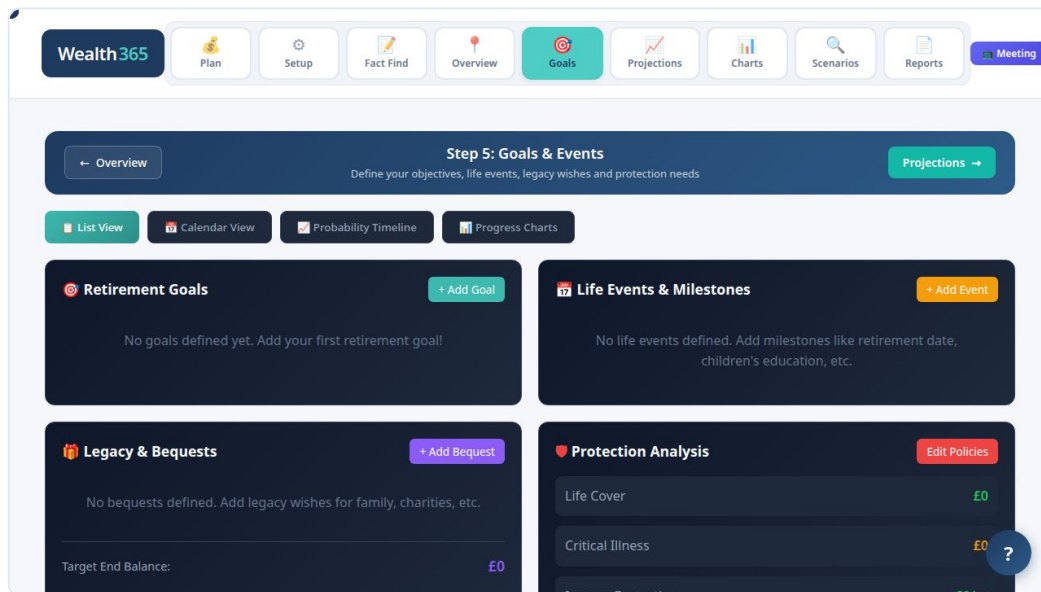 Wealth365
Plan
Setup
Fact Find
Overview
Goals
Projections
Charts
Scenarios
Reports
Meeting
← Overview
Step 5: Goals & Events
Define your objectives, life events, legacy wishes and protection needs
Projections →
List View
Calendar View
Probability Timeline
Progress Charts
Retirement Goals
+ Add Goal
No goals defined yet. Add your first retirement goal!
Life Events & Milestones
+ Add Event
No life events defined. Add milestones like retirement date,
children's education, etc.
Legacy & Bequests
+ Add Bequest
No bequests defined. Add legacy wishes for family, charities, etc.
Target End Balance:
£0
Protection Analysis
Edit Policies
Life Cover
£0
Critical Illness
£0
?